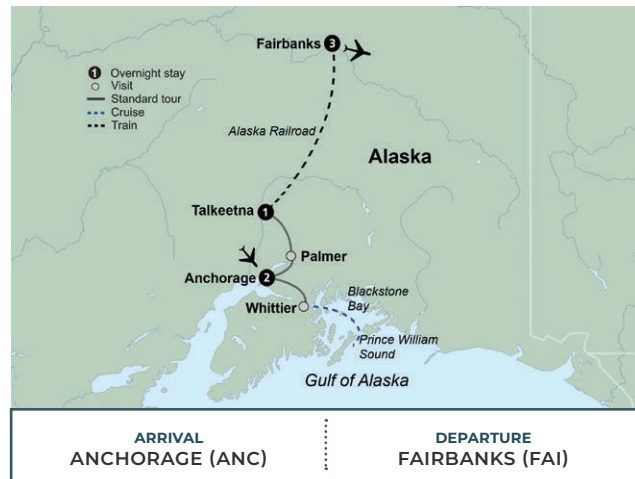 Fairbanks 3
1 Overnight stay
Visit
Standard tour
Cruise
Train
Alaska Railroad
Alaska
Talkeetna 1
Palmer
Anchorage 2
Whittier
Blackstone
Bay
Prince William
Sound
Gulf of Alaska
ARRIVAL
ANCHORAGE (ANC)
DEPARTURE
FAIRBANKS (FAI)